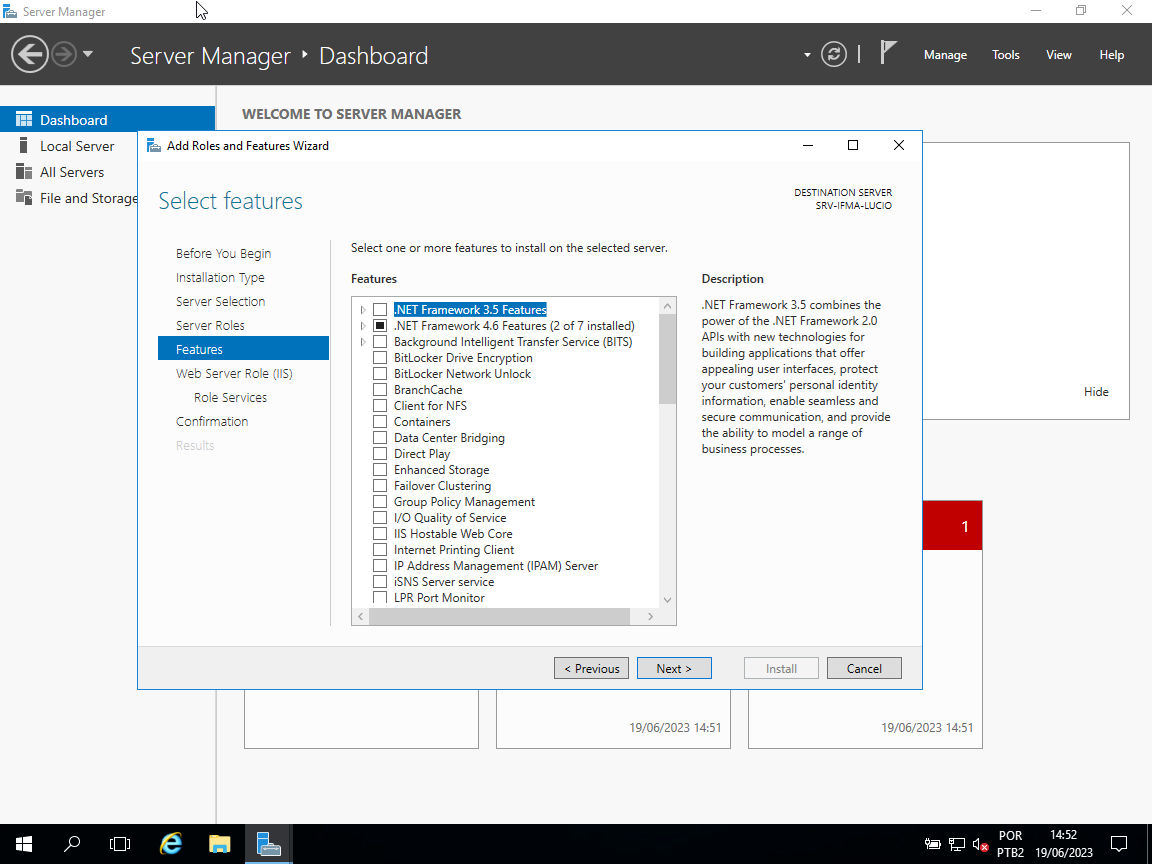 Server Manager
Server Manager ‣ Dashboard
Manage
Tools
View
Help
Dashboard
Local Server
All Servers
File and Storage
WELCOME TO SERVER MANAGER
Add Roles and Features Wizard
Select features
DESTINATION SERVER
SRV-IFMA-LUCIO
Before You Begin
Installation Type
Server Selection
Server Roles
Features
Web Server Role (IIS)
Role Services
Confirmation
Results
Select one or more features to install on the selected server.
Features
.NET Framework 3.5 Features
.NET Framework 4.6 Features (2 of 7 installed)
Background Intelligent Transfer Service (BITS)
BitLocker Drive Encryption
BitLocker Network Unlock
BranchCache
Client for NFS
Containers
Data Center Bridging
Direct Play
Enhanced Storage
Failover Clustering
Group Policy Management
I/O Quality of Service
IIS Hostable Web Core
Internet Printing Client
IP Address Management (IPAM) Server
iSNS Server service
LPR Port Monitor
Description
.NET Framework 3.5 combines the
power of the .NET Framework 2.0
APIs with new technologies for
building applications that offer
appealing user interfaces, protect
your customers' personal identity
information, enable seamless and
secure communication, and provide
the ability to model a range of
business processes.
< Previous
Next >
Install
Cancel
Hide
1
19/06/2023 14:51
19/06/2023 14:51
POR
PTB2
14:52
19/06/2023